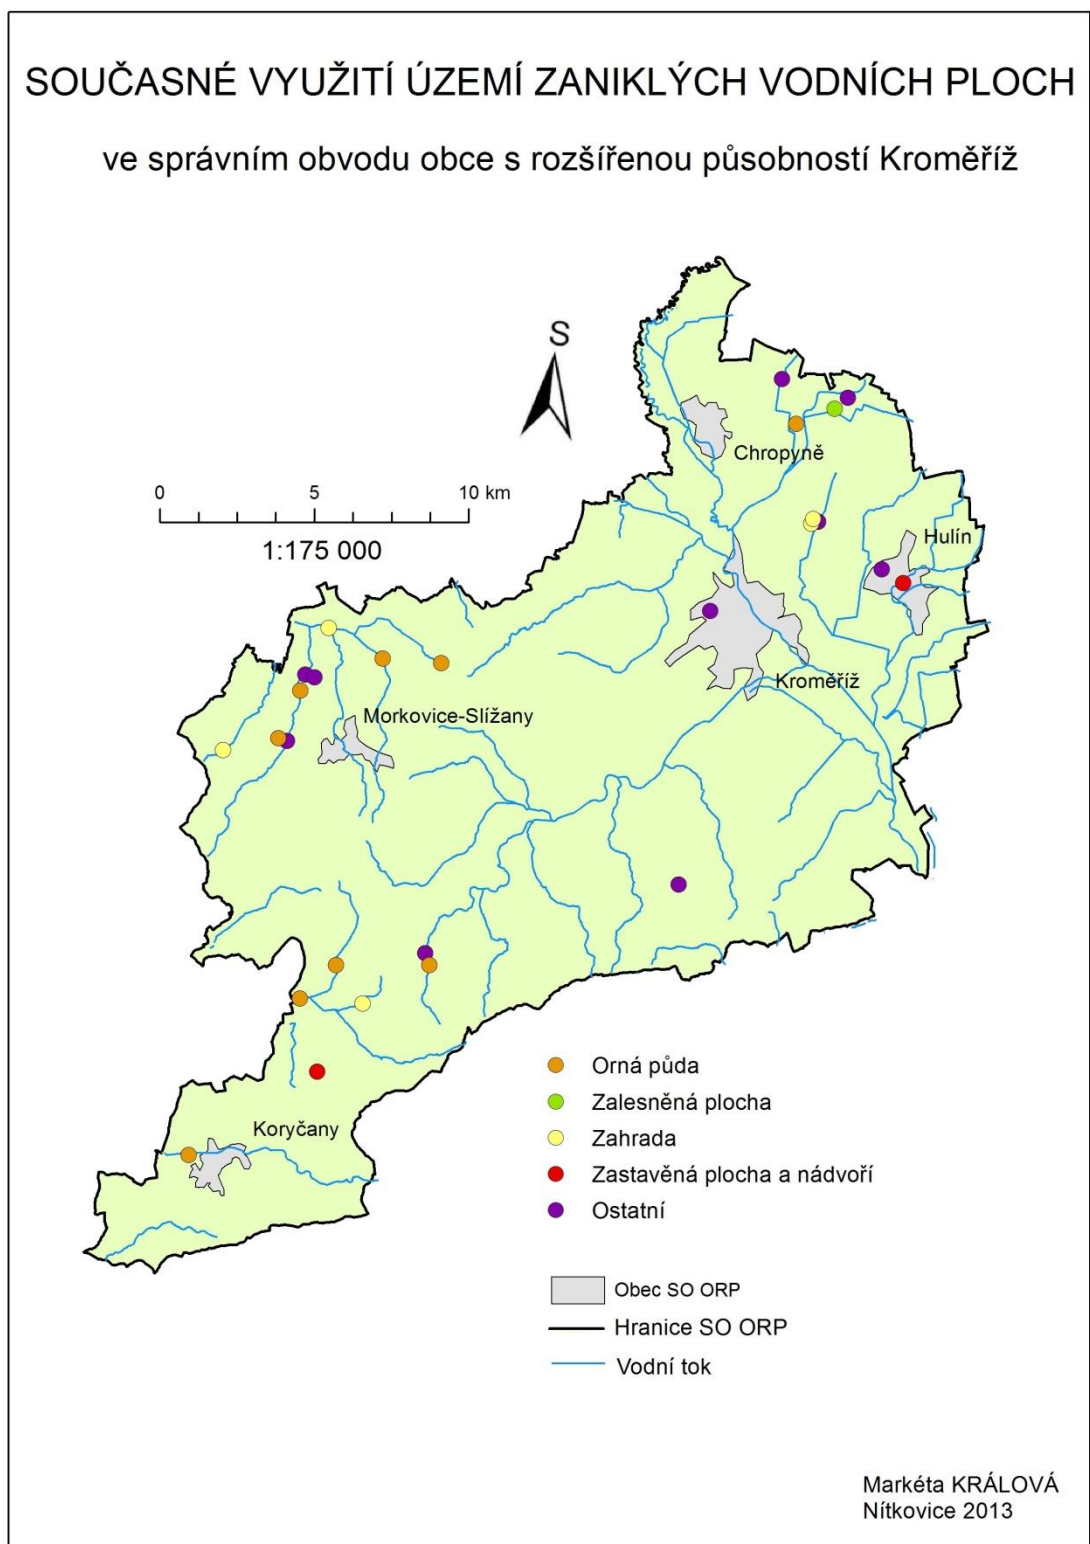 SOUČASNÉ VYUŽITÍ ÚZEMÍ ZANIKLÝCH VODNÍCH PLOCH
ve správním obvodu obce s rozšířenou působností Kroměříž
S
Chropyně
0 5 10 km
1:175 000
Hulín
Kroměříž
Morkovice-Slížany
Koryčany
Orná půda
Zalesněná plocha
Zahrada
Zastavěná plocha a nádvoří
Ostatní
Obec SO ORP
Hranice SO ORP
Vodní tok
Markéta KRÁLOVÁ
Nítkovice 2013